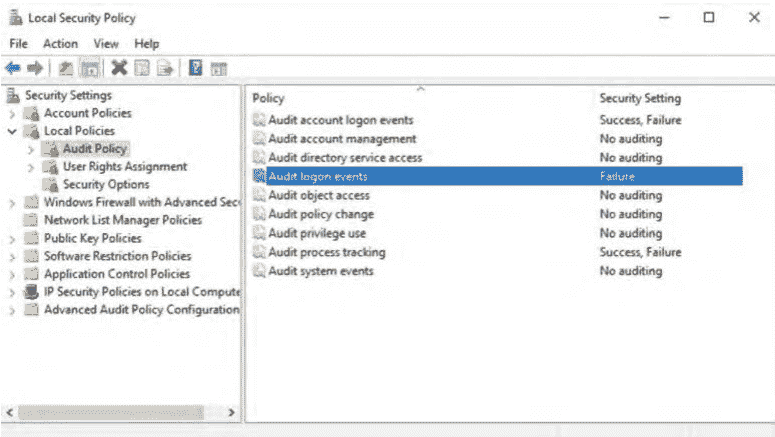 Local Security Policy
File Action View Help
Security Settings
Account Policies
Local Policies
Audit Policy
User Rights Assignment
Security Options
Windows Firewall with Advanced Sec
Network List Manager Policies
Public Key Policies
Software Restriction Policies
Application Control Policies
IP Security Policies on Local Compute
Advanced Audit Policy Configuration
Policy Security Setting
Audit account logon events Success, Failure
Audit account management No auditing
Audit directory service access No auditing
Audit logon events Failure
Audit object access No auditing
Audit policy change No auditing
Audit privilege use No auditing
Audit process tracking Success, Failure
Audit system events No auditing